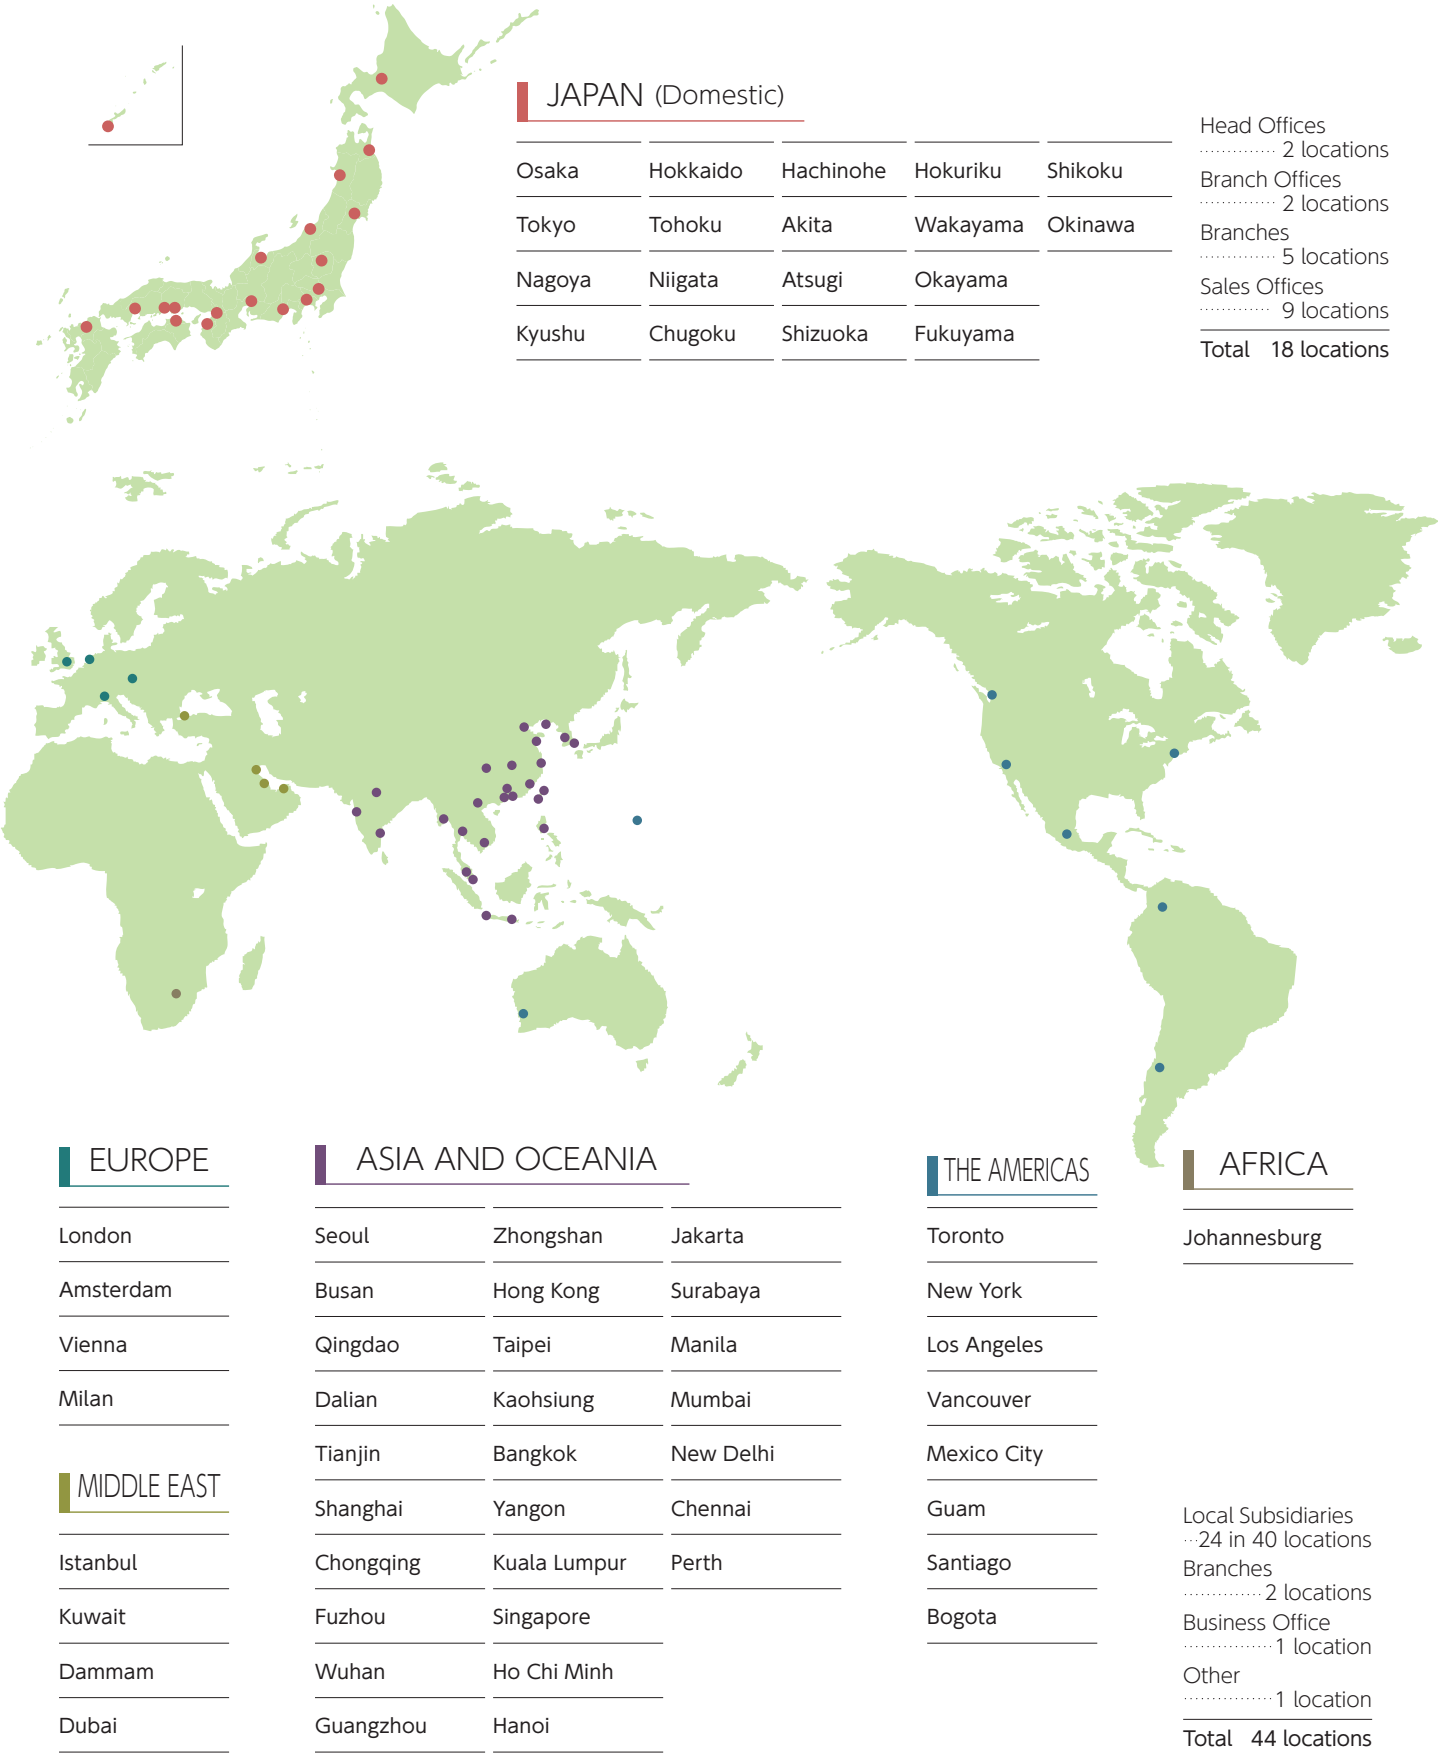 JAPAN (Domestic)
Osaka Hokkaido Hachinohe Hokuriku Shikoku
Tokyo Tohoku Akita Wakayama Okinawa
Nagoya Niigata Atsugi Okayama
Kyushu Chugoku Shizuoka Fukuyama
Head Offices
.............. 2 locations
Branch Offices
.............. 2 locations
Branches
.............. 5 locations
Sales Offices
............. 9 locations
Total 18 locations
EUROPE
London
Amsterdam
Vienna
Milan
MIDDLE EAST
Istanbul
Kuwait
Dammam
Dubai
ASIA AND OCEANIA
Seoul Zhongshan Jakarta
Busan Hong Kong Surabaya
Qingdao Taipei Manila
Dalian Kaohsiung Mumbai
Tianjin Bangkok New Delhi
Shanghai Yangon Chennai
Chongqing Kuala Lumpur Perth
Fuzhou Singapore
Wuhan Ho Chi Minh
Guangzhou Hanoi
THE AMERICAS
Toronto
New York
Los Angeles
Vancouver
Mexico City
Guam
Santiago
Bogota
AFRICA
Johannesburg
Local Subsidiaries
...24 in 40 locations
Branches
.............. 2 locations
Business Office
................ 1 location
Other
................ 1 location
Total 44 locations